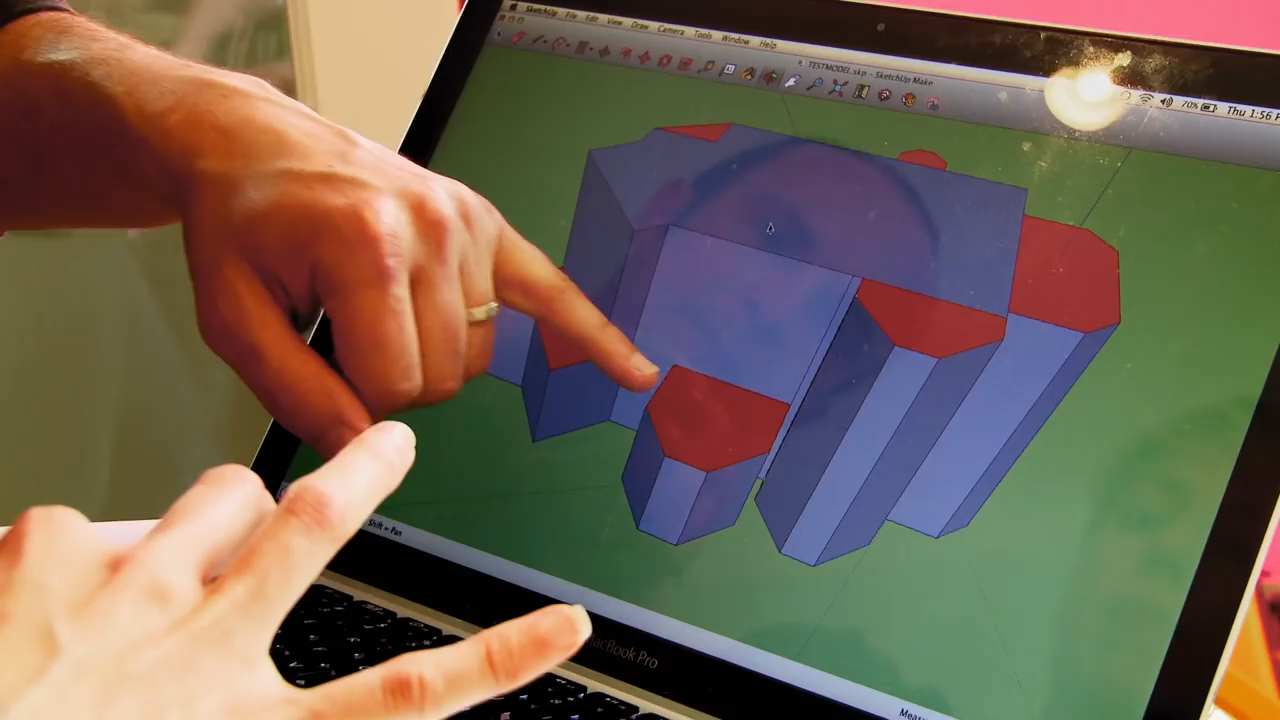 SketchUp File Edit View Draw Camera Tools Window Help
70% Thu 1:56 P
TESTMODEL.skp - SketchUp Make
Shift = Pan
MacBook Pro
Meas